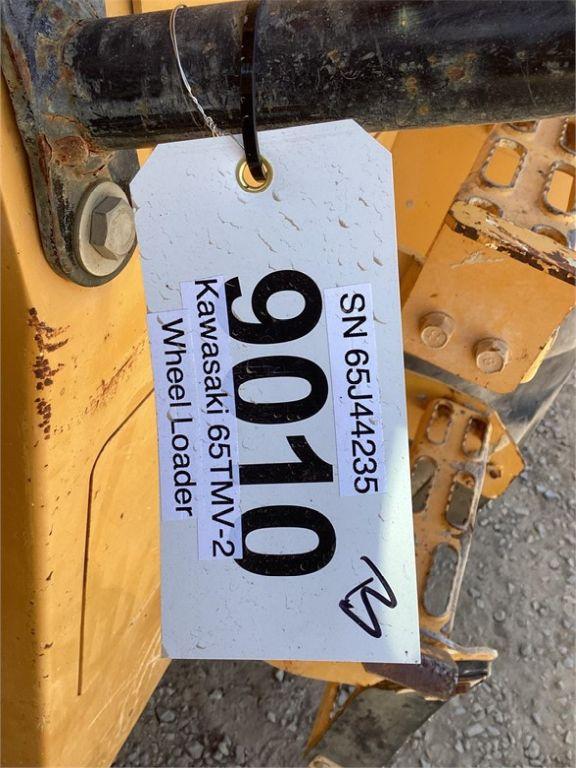 SN 65J44235
9010
Kawasaki 65TMV-2
Wheel Loader